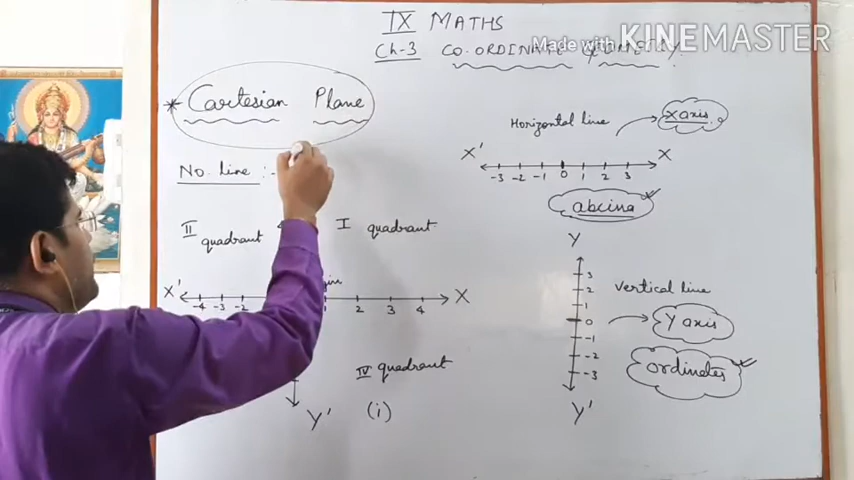 IX MATHS
Made with KINEMASTER
Ch-3 CO-ORDINATE GEOMETRY.
* Cartesian Plane
Horizontal line
X axis.
No. Line :-
X' X
-3 -2 -1 0 1 2 3
abcina
II quadrant
I quadrant
Y
3
2
1
0
-1
-2
-3
Y'
vertical line
Y axis
ordinates
X' X
-4 -3 -2 1 2 3 4
IV quadrant
Y'
(i)